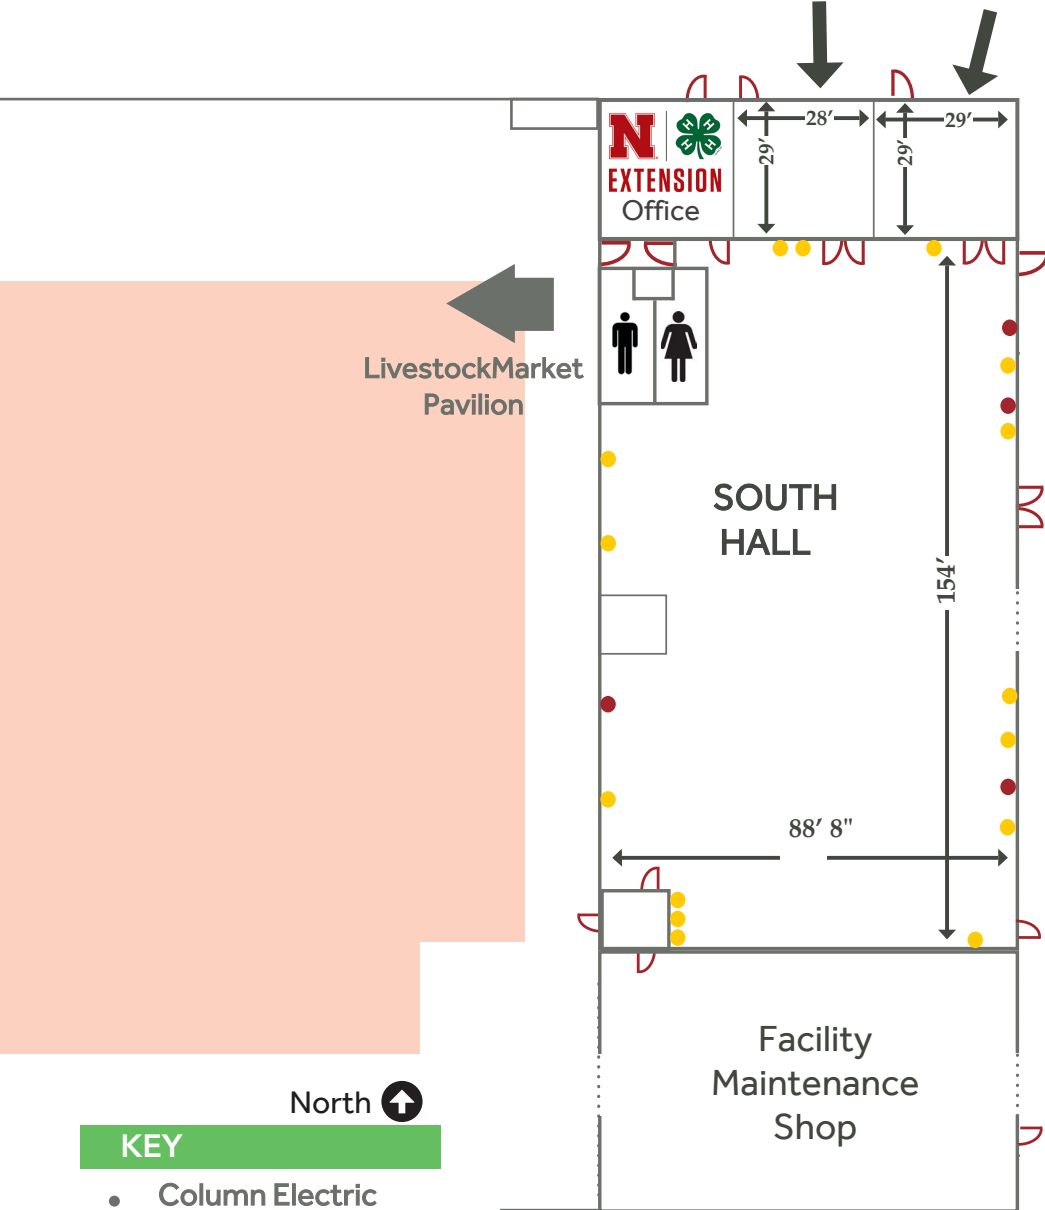 N
H H
H H
EXTENSION
Office
28′
29′
29′
29′
LivestockMarket
Pavilion
SOUTH
HALL
154′
88′ 8"
Facility
Maintenance
Shop
North
KEY
• Column Electric